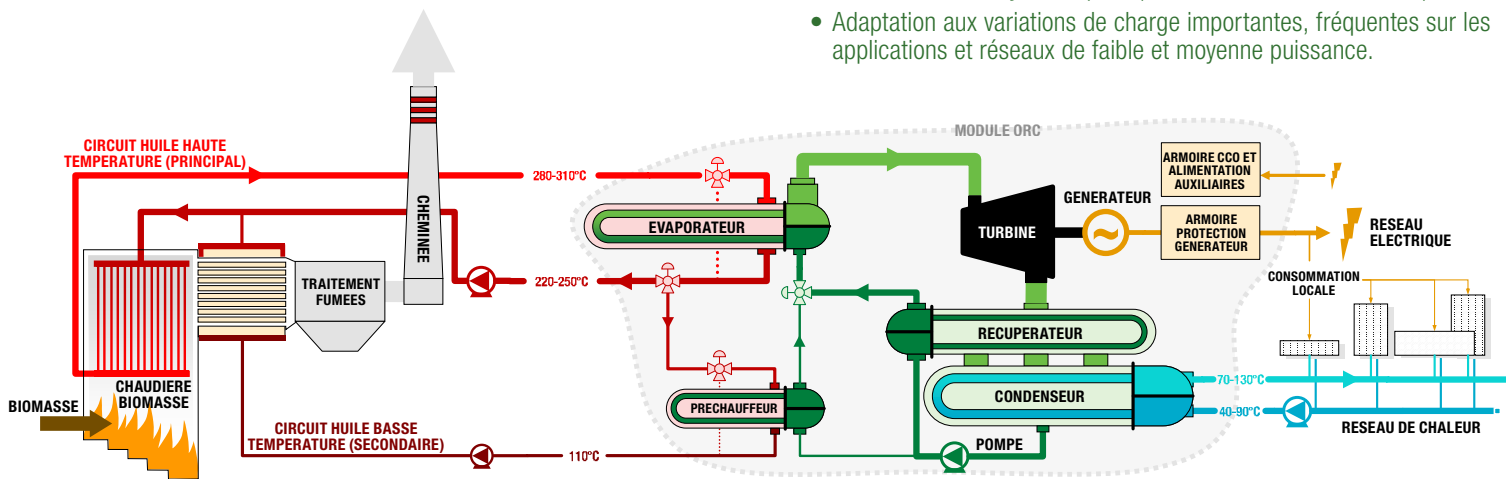 • Adaptation aux variations de charge importantes, fréquentes sur les
applications et réseaux de faible et moyenne puissance.
MODULE ORC
CIRCUIT HUILE HAUTE
TEMPERATURE (PRINCIPAL)
280-310°C
CHEMINEE
EVAPORATEUR
220-250°C
TRAITEMENT
FUMEES
TURBINE
GENERATEUR
ARMOIRE CCO ET
ALIMENTATION
AUXILIAIRES
ARMOIRE
PROTECTION
GENERATEUR
RESEAU
ELECTRIQUE
CONSOMMATION
LOCALE
RECUPERATEUR
CONDENSEUR
70-130°C
40-90°C
RESEAU DE CHALEUR
CHAUDIERE
BIOMASSE
BIOMASSE
CIRCUIT HUILE BASSE
TEMPERATURE (SECONDAIRE)
110°C
PRECHAUFFEUR
POMPE